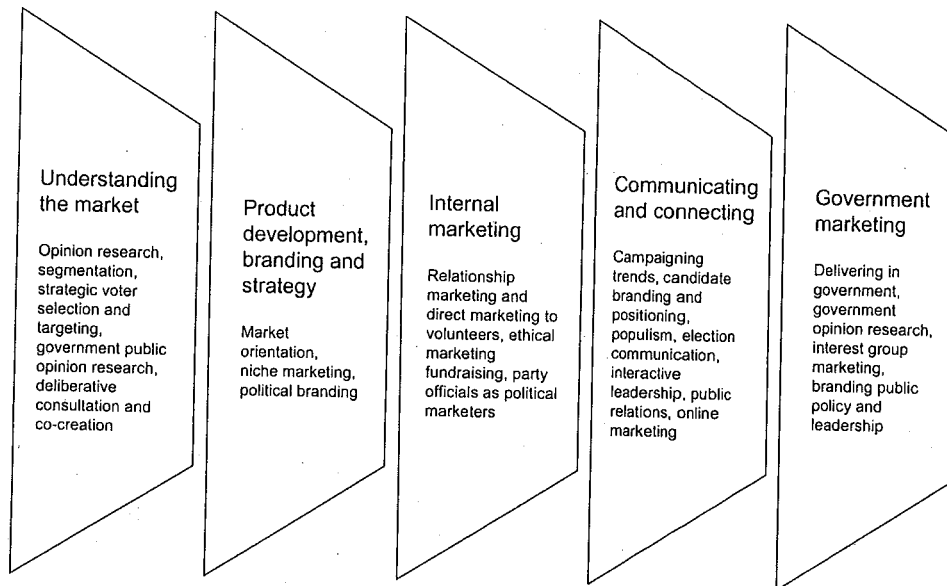 Understanding
the market
Opinion research,
segmentation,
strategic voter
selection and
targeting,
government public
opinion research,
deliberative
consultation and
co-creation
Product
development,
branding and
strategy
Market
orientation,
niche marketing,
political branding
Internal
marketing
Relationship
marketing and
direct marketing to
volunteers, ethical
marketing
fundraising, party
officials as political
marketers
Communicating
and connecting
Campaigning
trends, candidate
branding and
positioning,
populism, election
communication,
interactive
leadership, public
relations, online
marketing
Government
marketing
Delivering in
government,
government
opinion research,
interest group
marketing,
branding public
policy and
leadership